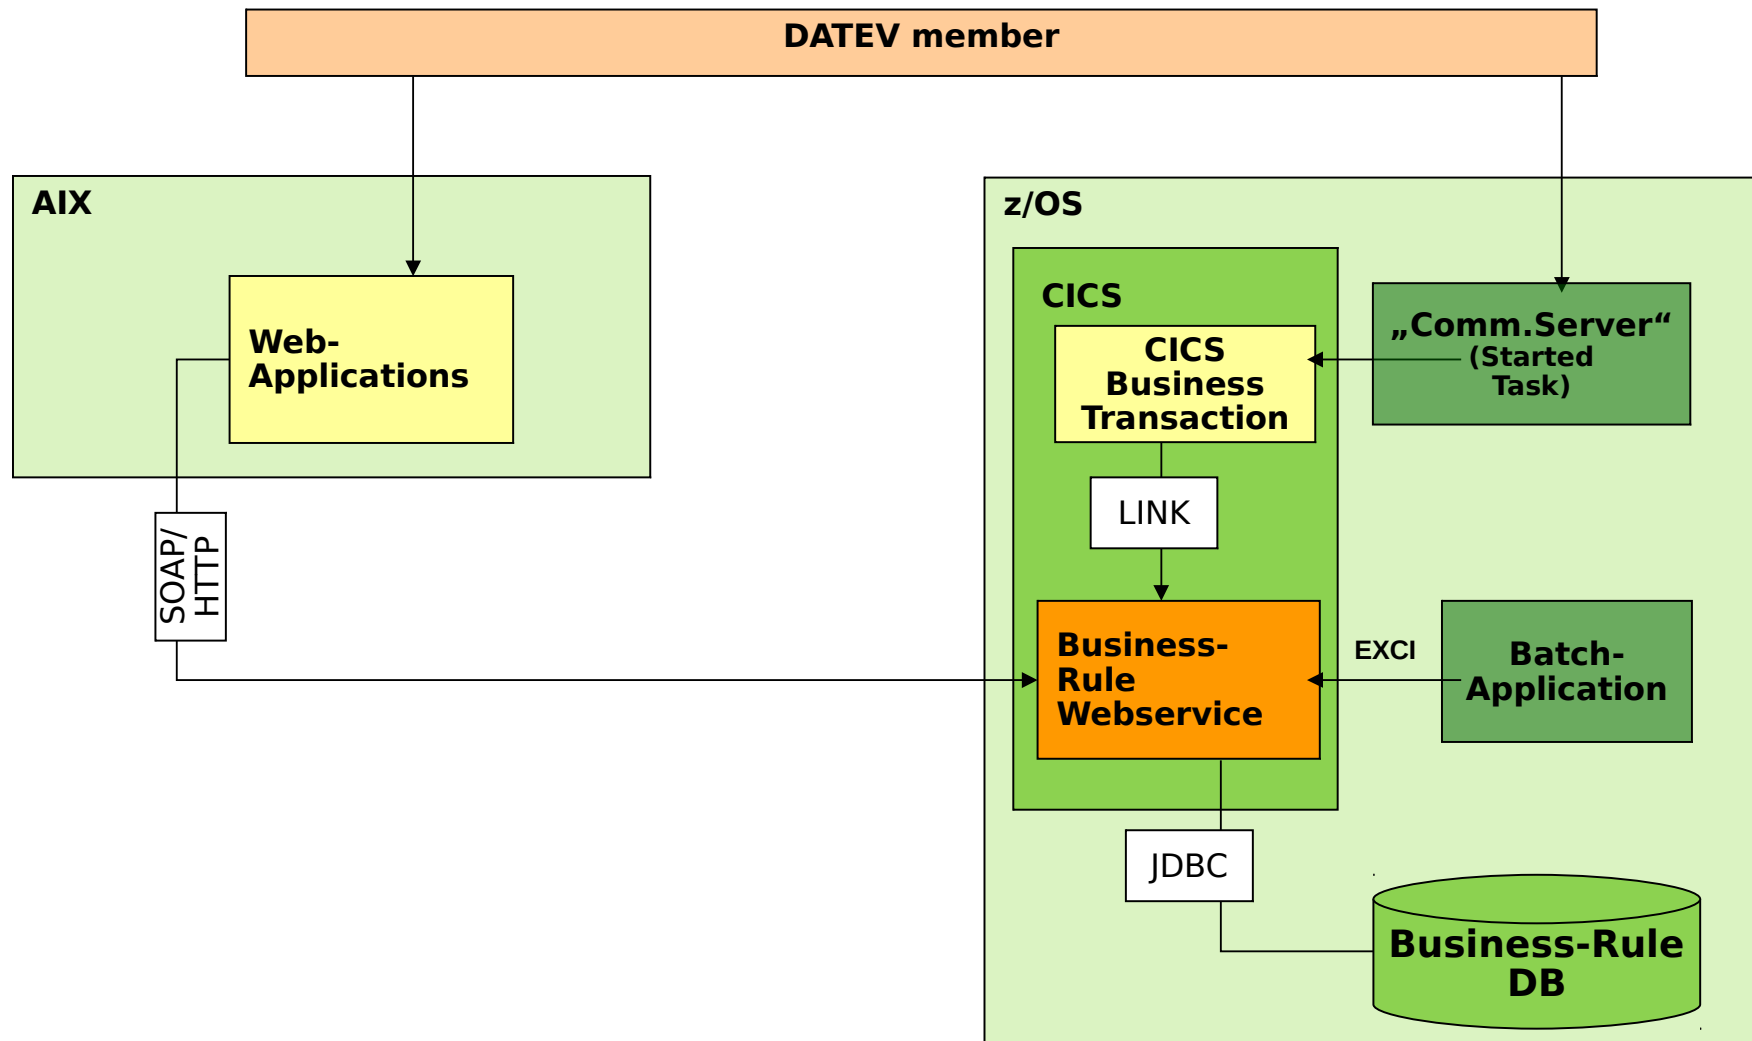 DATEV member
AIX
Web-
Applications
SOAP/
HTTP
z/OS
CICS
CICS
Business
Transaction
„Comm.Server“
(Started
Task)
LINK
Business-
Rule
Webservice
EXCI
Batch-
Application
JDBC
Business-Rule
DB